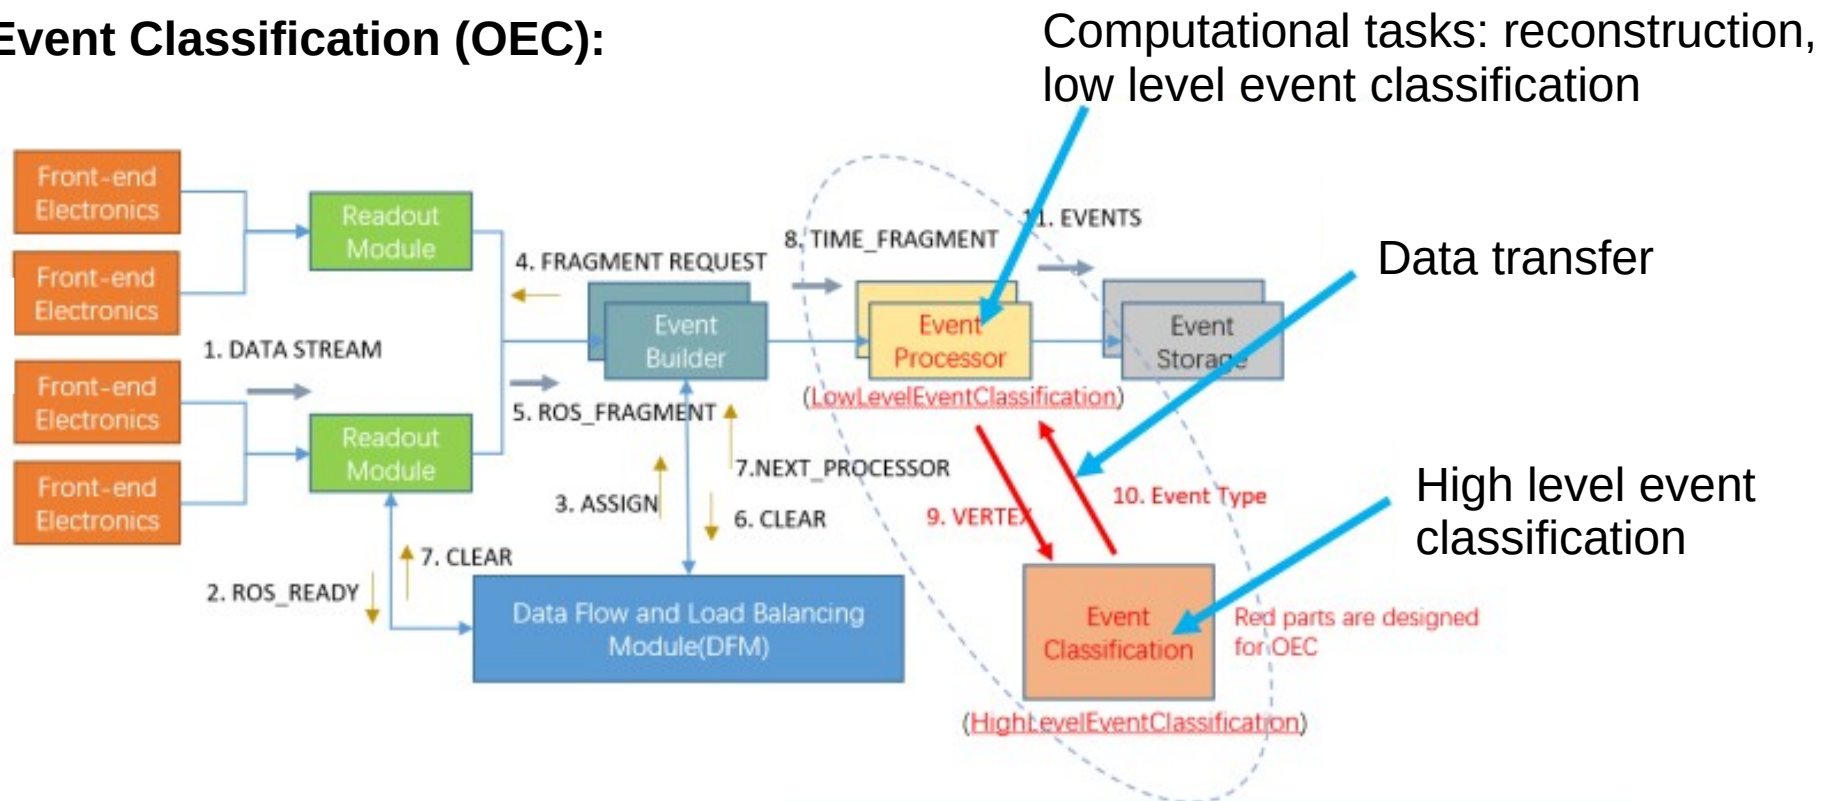 Event Classification (OEC):
Computational tasks: reconstruction,
low level event classification
Front-end
Electronics
Front-end
Electronics
Front-end
Electronics
Front-end
Electronics
Readout
Module
Readout
Module
1. DATA STREAM
2. ROS_READY
7. CLEAR
4. FRAGMENT REQUEST
5. ROS_FRAGMENT
Event
Builder
3. ASSIGN
7.NEXT_PROCESSOR
6. CLEAR
Data Flow and Load Balancing
Module(DFM)
8. TIME_FRAGMENT
11. EVENTS
Event
Processor
(LowLevelEventClassification)
Event
Storage
Data transfer
9. VERTEX
10. Event Type
High level event
classification
Event
Classification
Red parts are designed
for OEC
(HighLevelEventClassification)